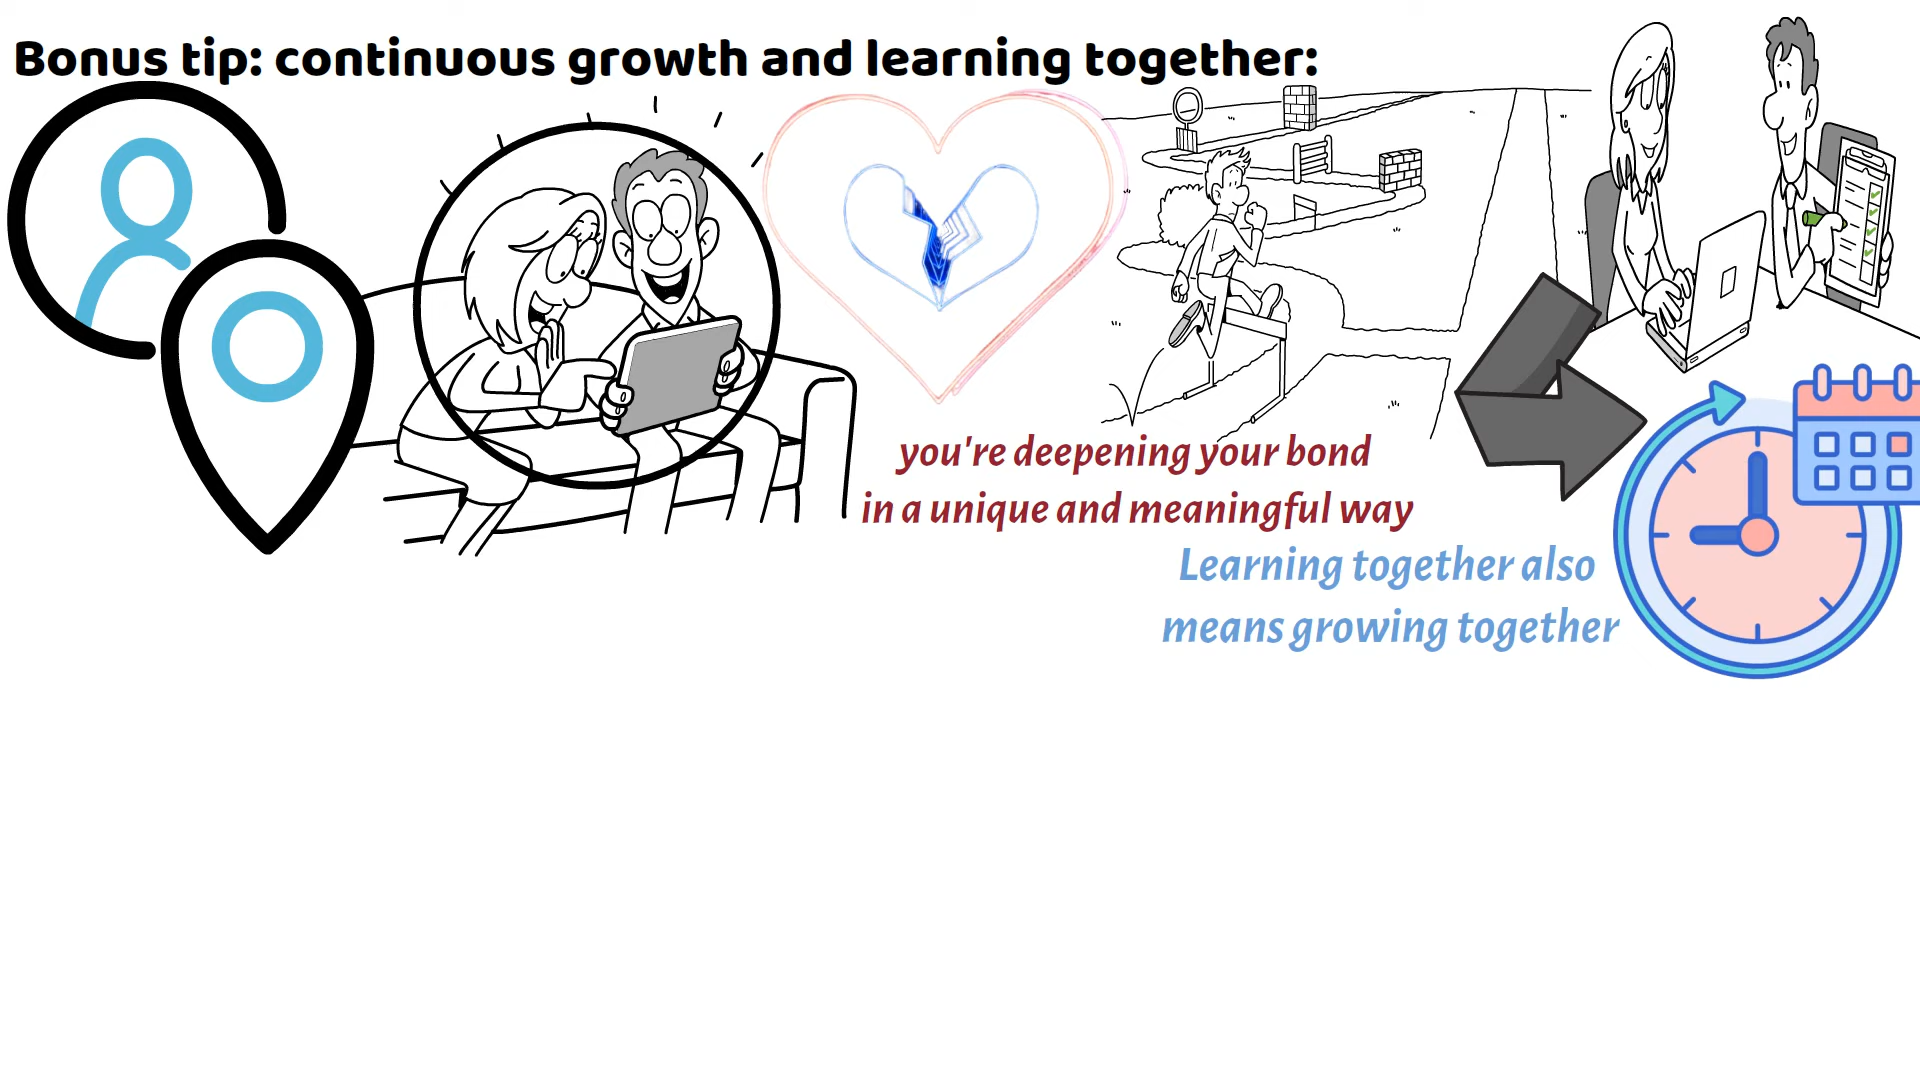 Bonus tip: continuous growth and learning together:
you're deepening your bond
in a unique and meaningful way
Learning together also
means growing together